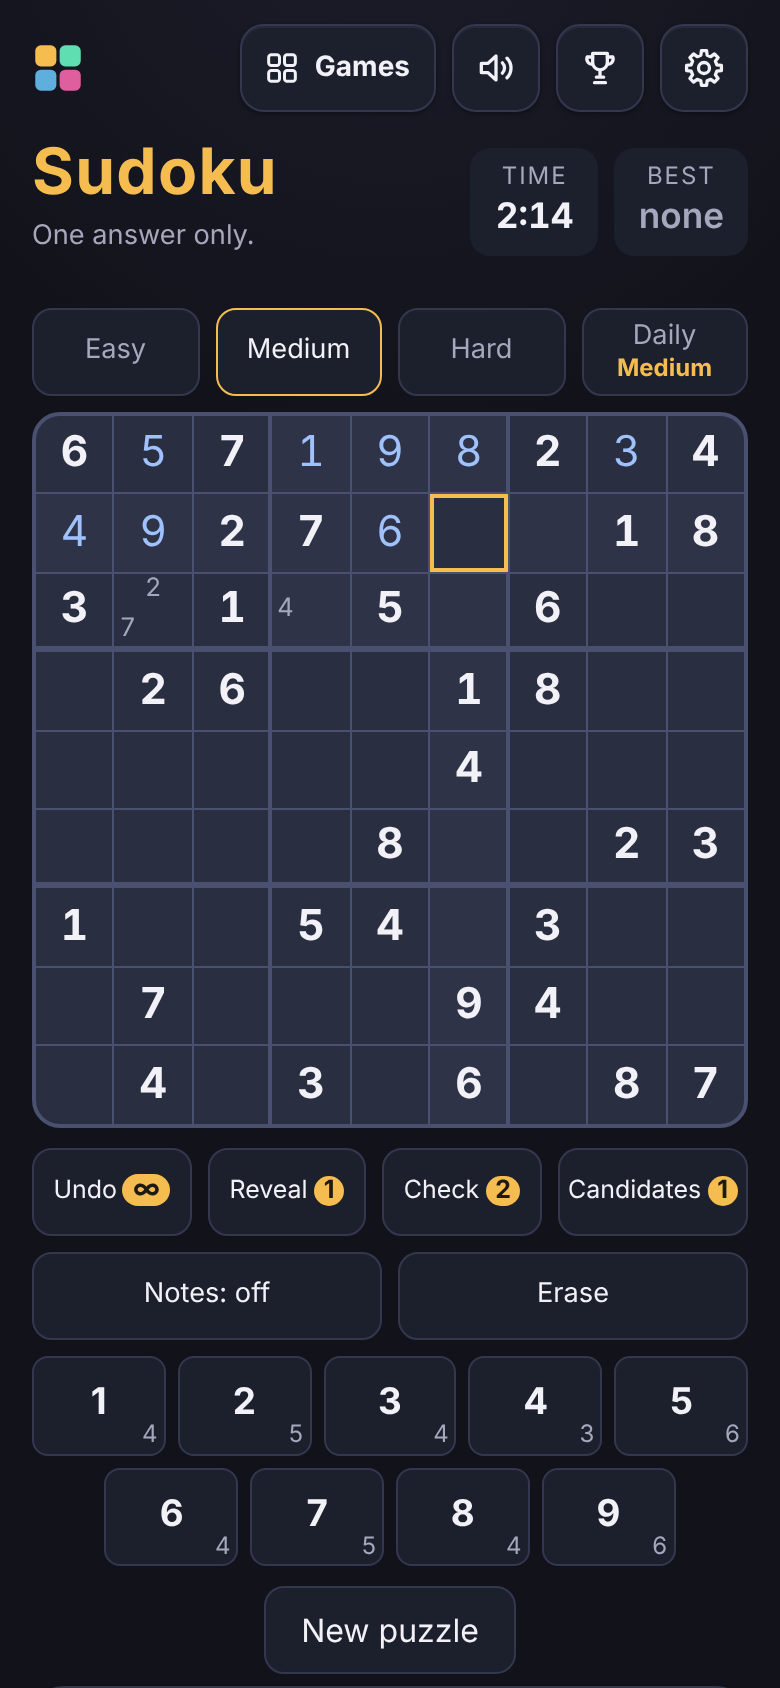 Games
Sudoku
One answer only.
TIME
2:14
BEST
none
Easy
Medium
Hard
Daily
Medium
6 5 7 1 9 8 2 3 4
4 9 2 7 6 1 8
3 2 7 1 4 5 6
2 6 1 8
4
8 2 3
1 5 4 3
7 9 4
4 3 6 8 7
Undo ∞
Reveal 1
Check 2
Candidates 1
Notes: off
Erase
1 4
2 5
3 4
4 3
5 6
6 4
7 5
8 4
9 6
New puzzle